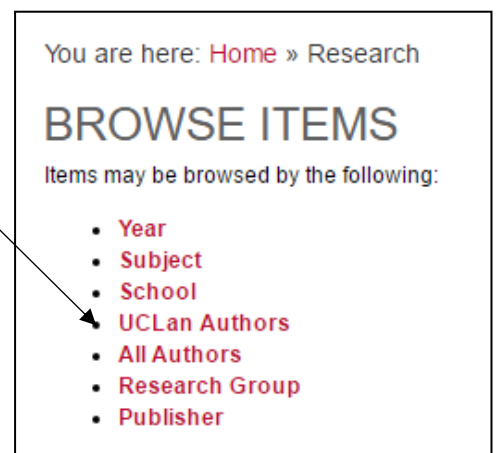 You are here: Home » Research
BROWSE ITEMS
Items may be browsed by the following:
• Year
• Subject
• School
• UCLan Authors
• All Authors
• Research Group
• Publisher